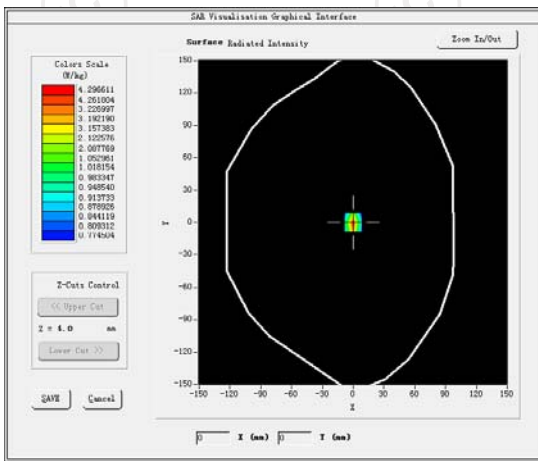 SAR Visualisation Graphical Interface
Surface Radiated Intensity
Zoom In/Out
Colors Scale
(W/kg)
4.296611
4.261804
3.226997
3.192190
3.157383
2.122576
2.087769
1.052961
1.018154
0.983347
0.948540
0.913733
0.878926
0.844119
0.809312
0.774504
150
120
90
60
30
0
-30
-60
-90
-120
-150
Y
-150 -120 -90 -60 -30 0 30 60 90 120 150
X
Z-Cuts Control
<< Upper Cut
Z = 4.0 mm
Lower Cut >>
SAVE
Cancel
0 X (mm) 0 Y (mm)